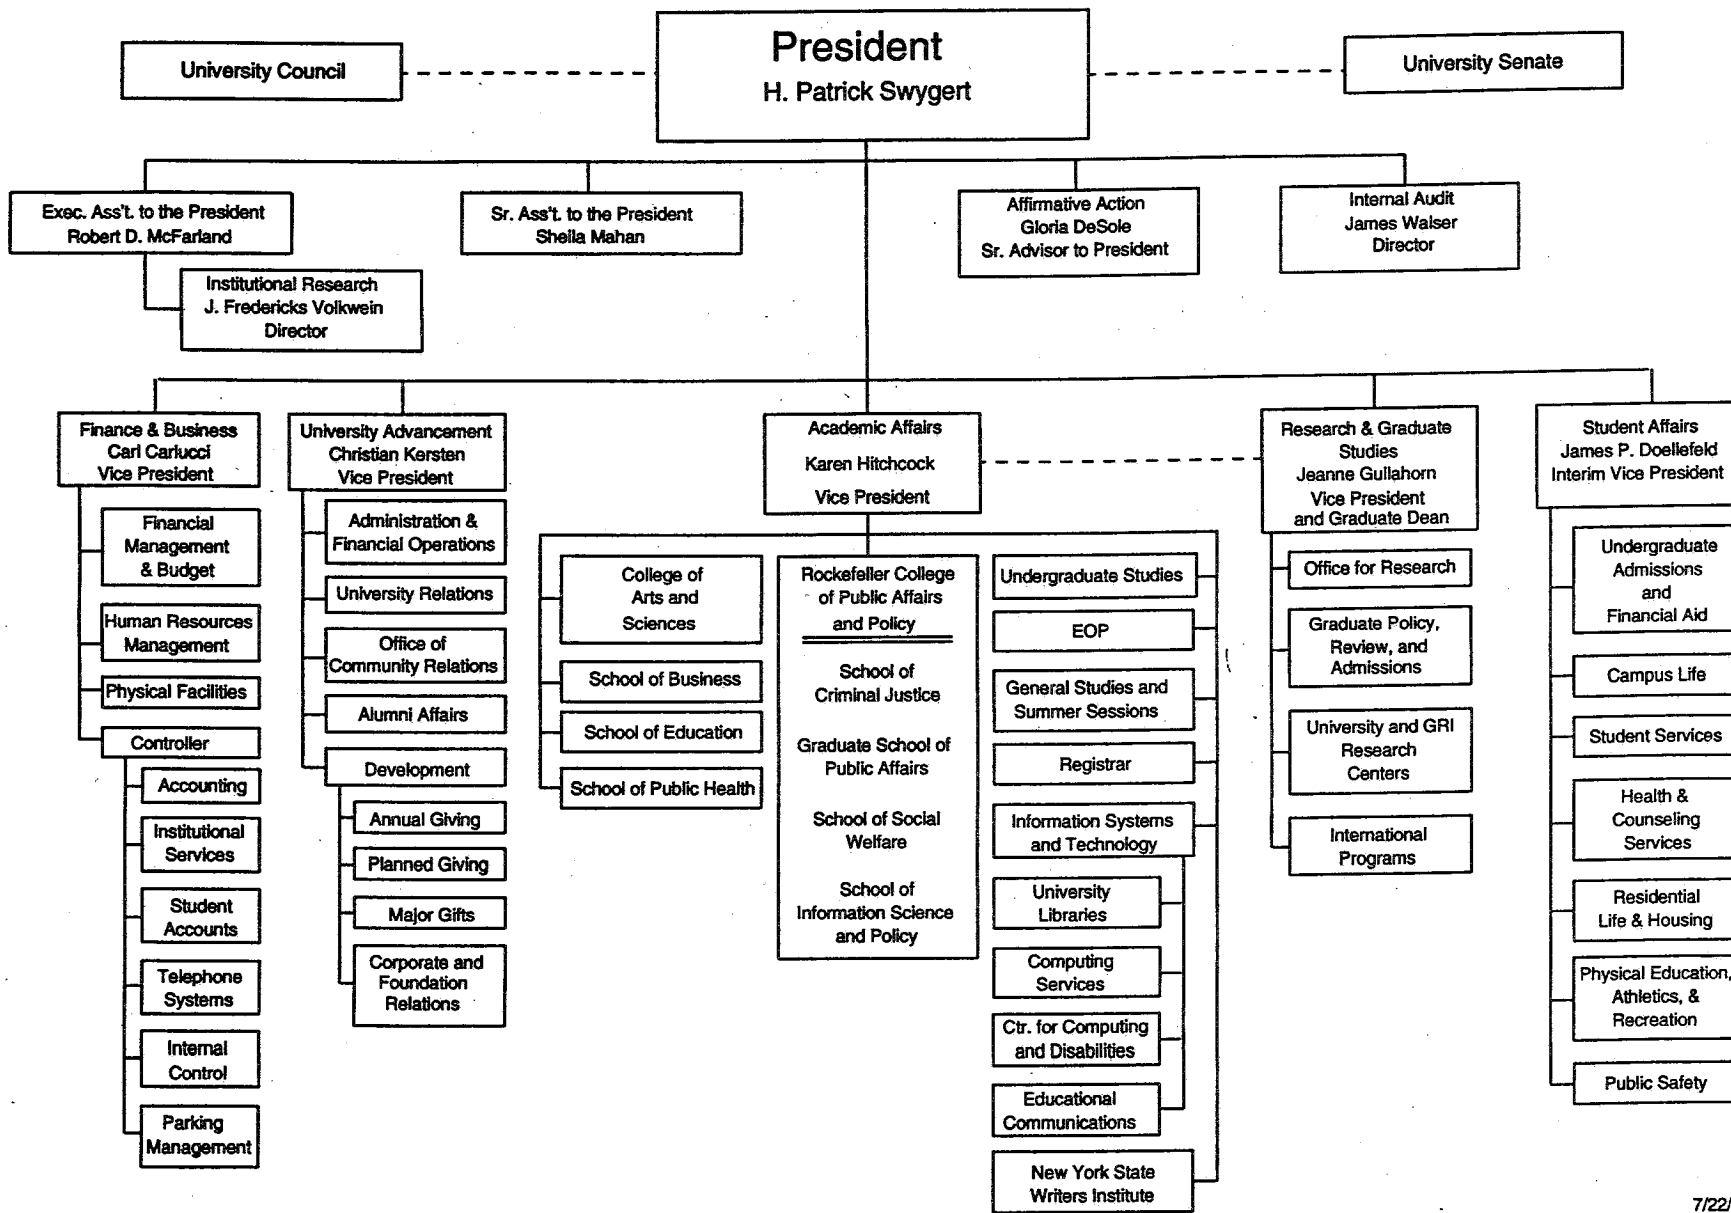 President
H. Patrick Swygert
University Council
University Senate
Exec. Ass't. to the President
Robert D. McFarland
Sr. Ass't. to the President
Sheila Mahan
Affirmative Action
Gloria DeSole
Sr. Advisor to President
Internal Audit
James Walser
Director
Institutional Research
J. Fredericks Volkwein
Director
Finance & Business
Carl Carlucci
Vice President
Financial
Management
& Budget
Human Resources
Management
Physical Facilities
Controller
Accounting
Institutional
Services
Student
Accounts
Telephone
Systems
Internal
Control
Parking
Management
University Advancement
Christian Kersten
Vice President
Administration &
Financial Operations
University Relations
Office of
Community Relations
Alumni Affairs
Development
Annual Giving
Planned Giving
Major Gifts
Corporate and
Foundation
Relations
Academic Affairs
Karen Hitchcock
Vice President
College of
Arts and
Sciences
School of Business
School of Education
School of Public Health
Rockefeller College
of Public Affairs
and Policy
School of
Criminal Justice
Graduate School of
Public Affairs
School of Social
Welfare
School of
Information Science
and Policy
Undergraduate Studies
EOP
General Studies and
Summer Sessions
Registrar
Information Systems
and Technology
University
Libraries
Computing
Services
Ctr. for Computing
and Disabilities
Educational
Communications
New York State
Writers Institute
Research & Graduate
Studies
Jeanne Gullahorn
Vice President
and Graduate Dean
Office for Research
Graduate Policy,
Review, and
Admissions
University and GRI
Research
Centers
International
Programs
Student Affairs
James P. Doellefeld
Interim Vice President
Undergraduate
Admissions
and
Financial Aid
Campus Life
Student Services
Health &
Counseling
Services
Residential
Life & Housing
Physical Education,
Athletics, &
Recreation
Public Safety
7/22/